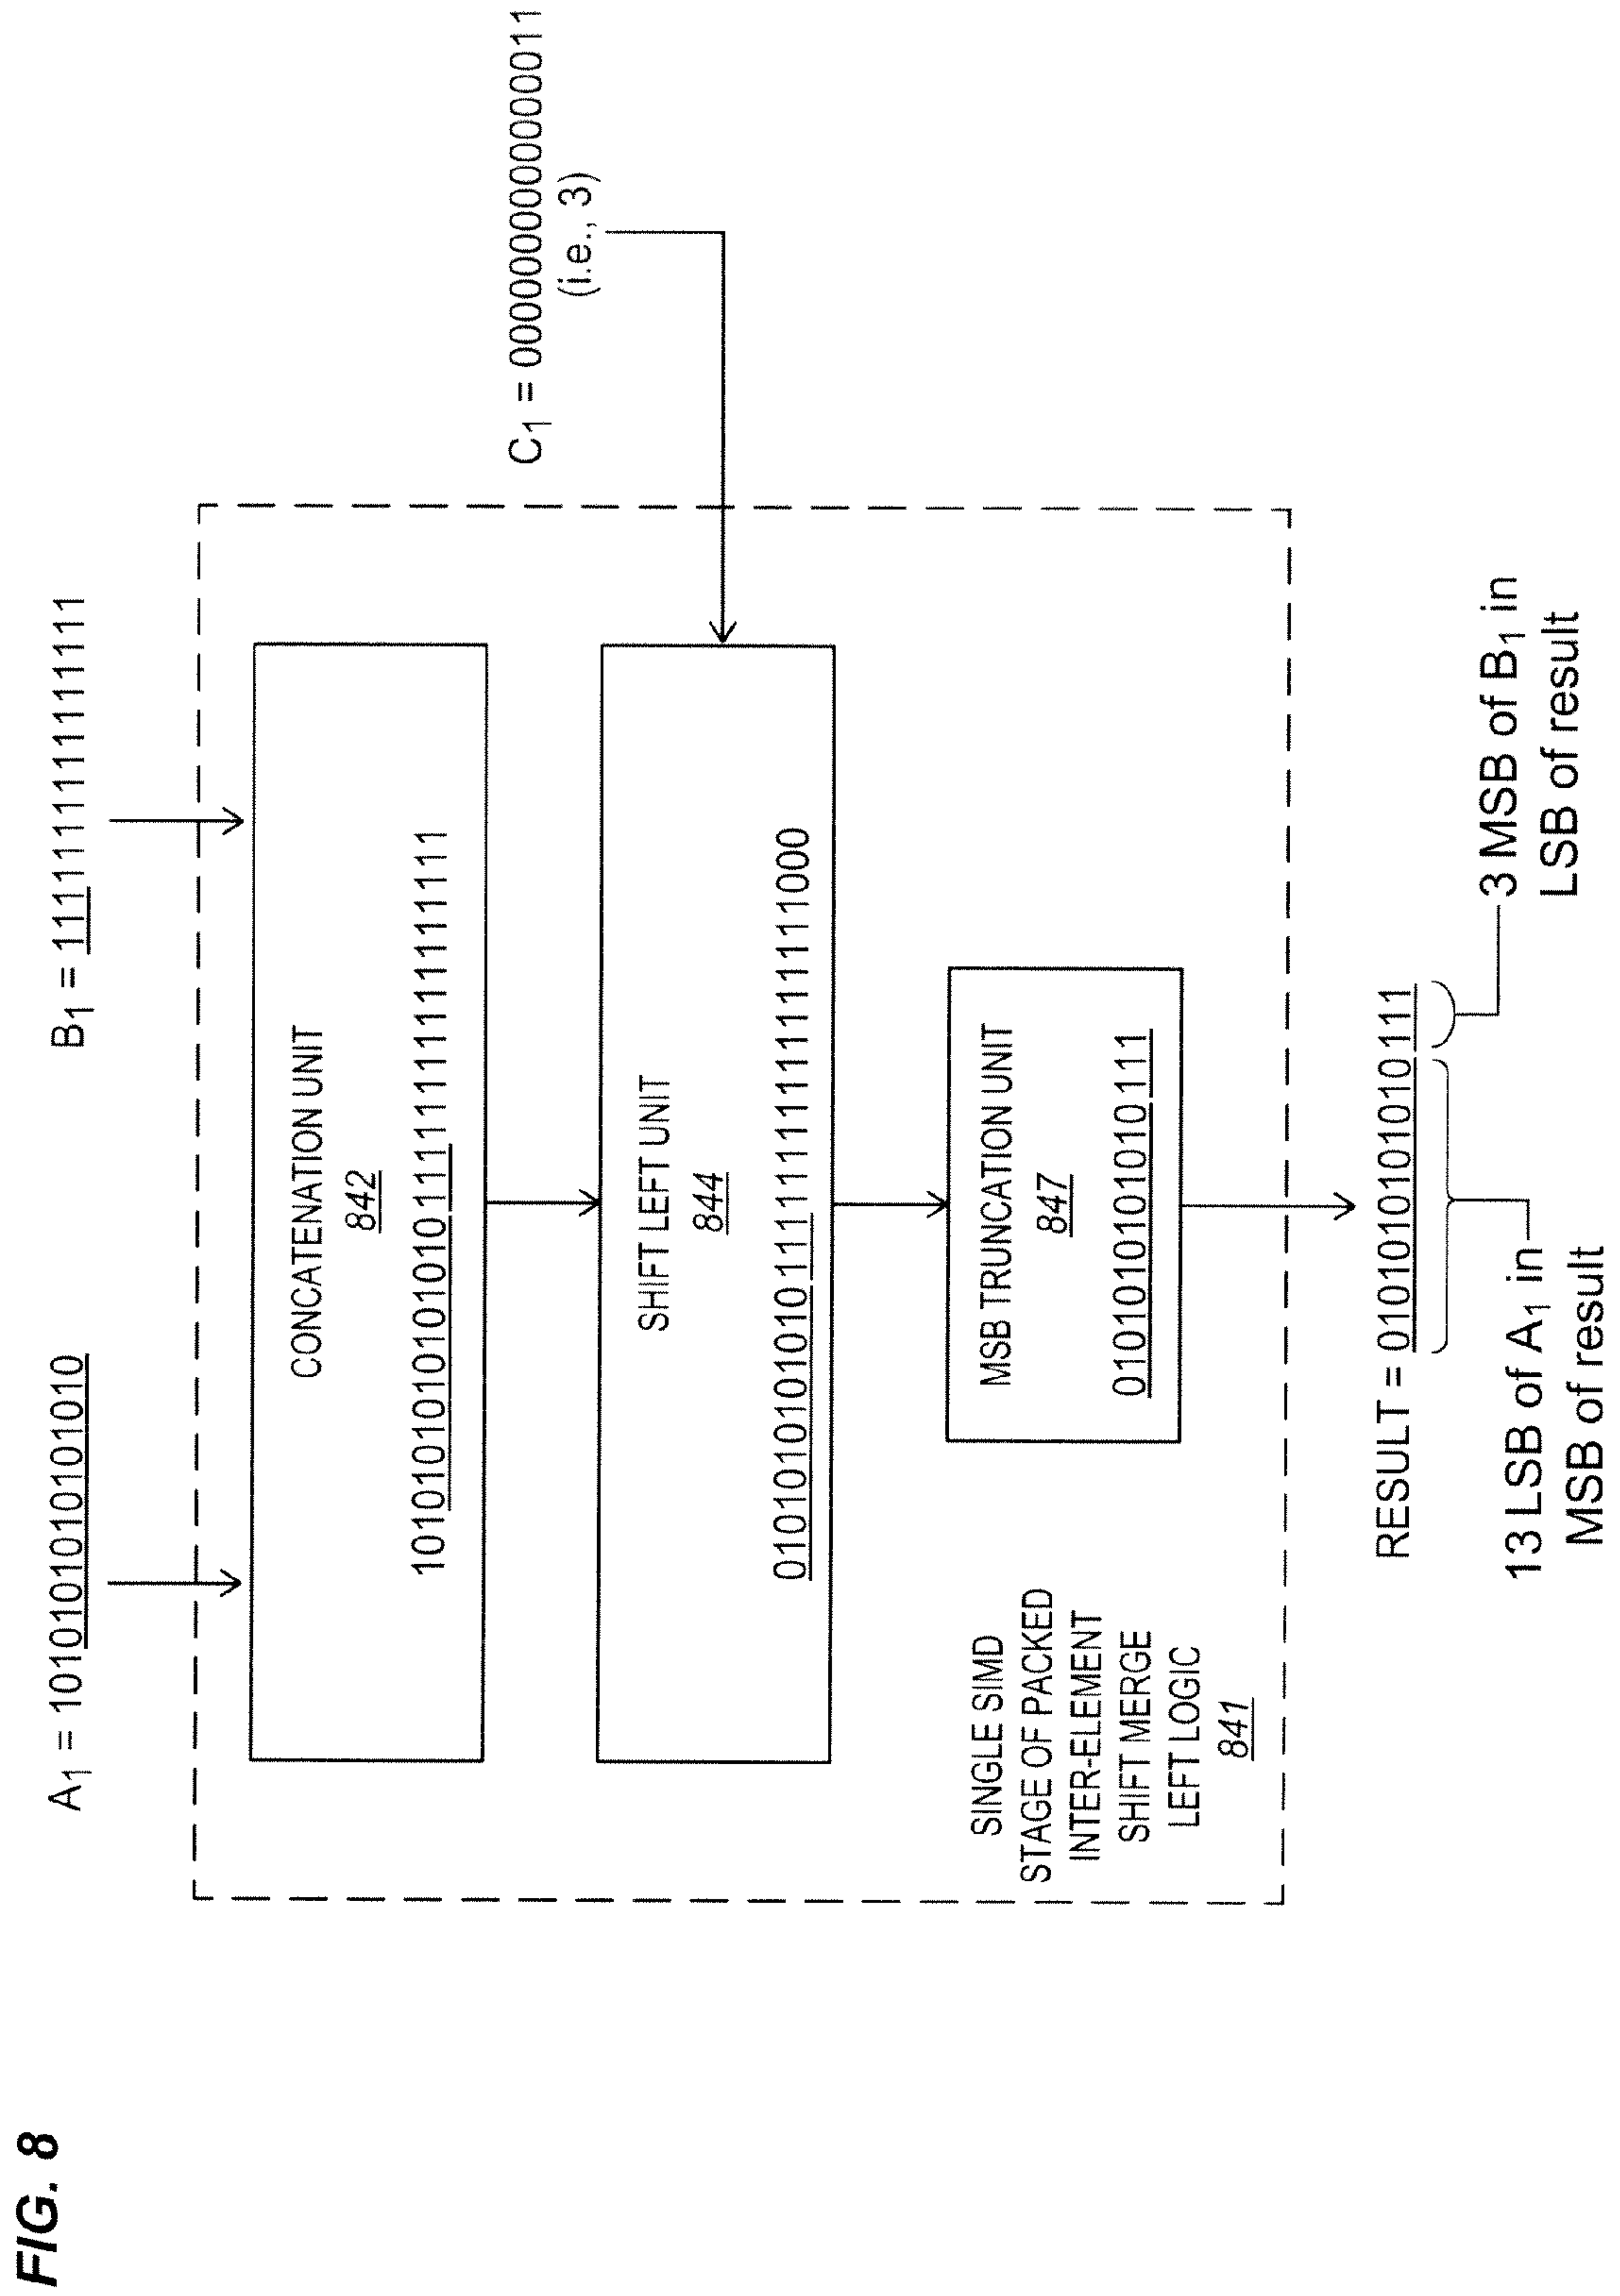 FIG. 8
A₁ = 1010101010101010
B₁ = 1111111111111111
CONCATENATION UNIT
842
10101010101010101111111111111111
C₁ = 0000000000000011
(i.e., 3)
SHIFT LEFT UNIT
844
01010101010101111111111111111000
MSB TRUNCATION UNIT
847
0101010101010111
SINGLE SIMD
STAGE OF PACKED
INTER-ELEMENT
SHIFT MERGE
LEFT LOGIC
841
RESULT = 0101010101010111
13 LSB of A₁ in
MSB of result
3 MSB of B₁ in
LSB of result